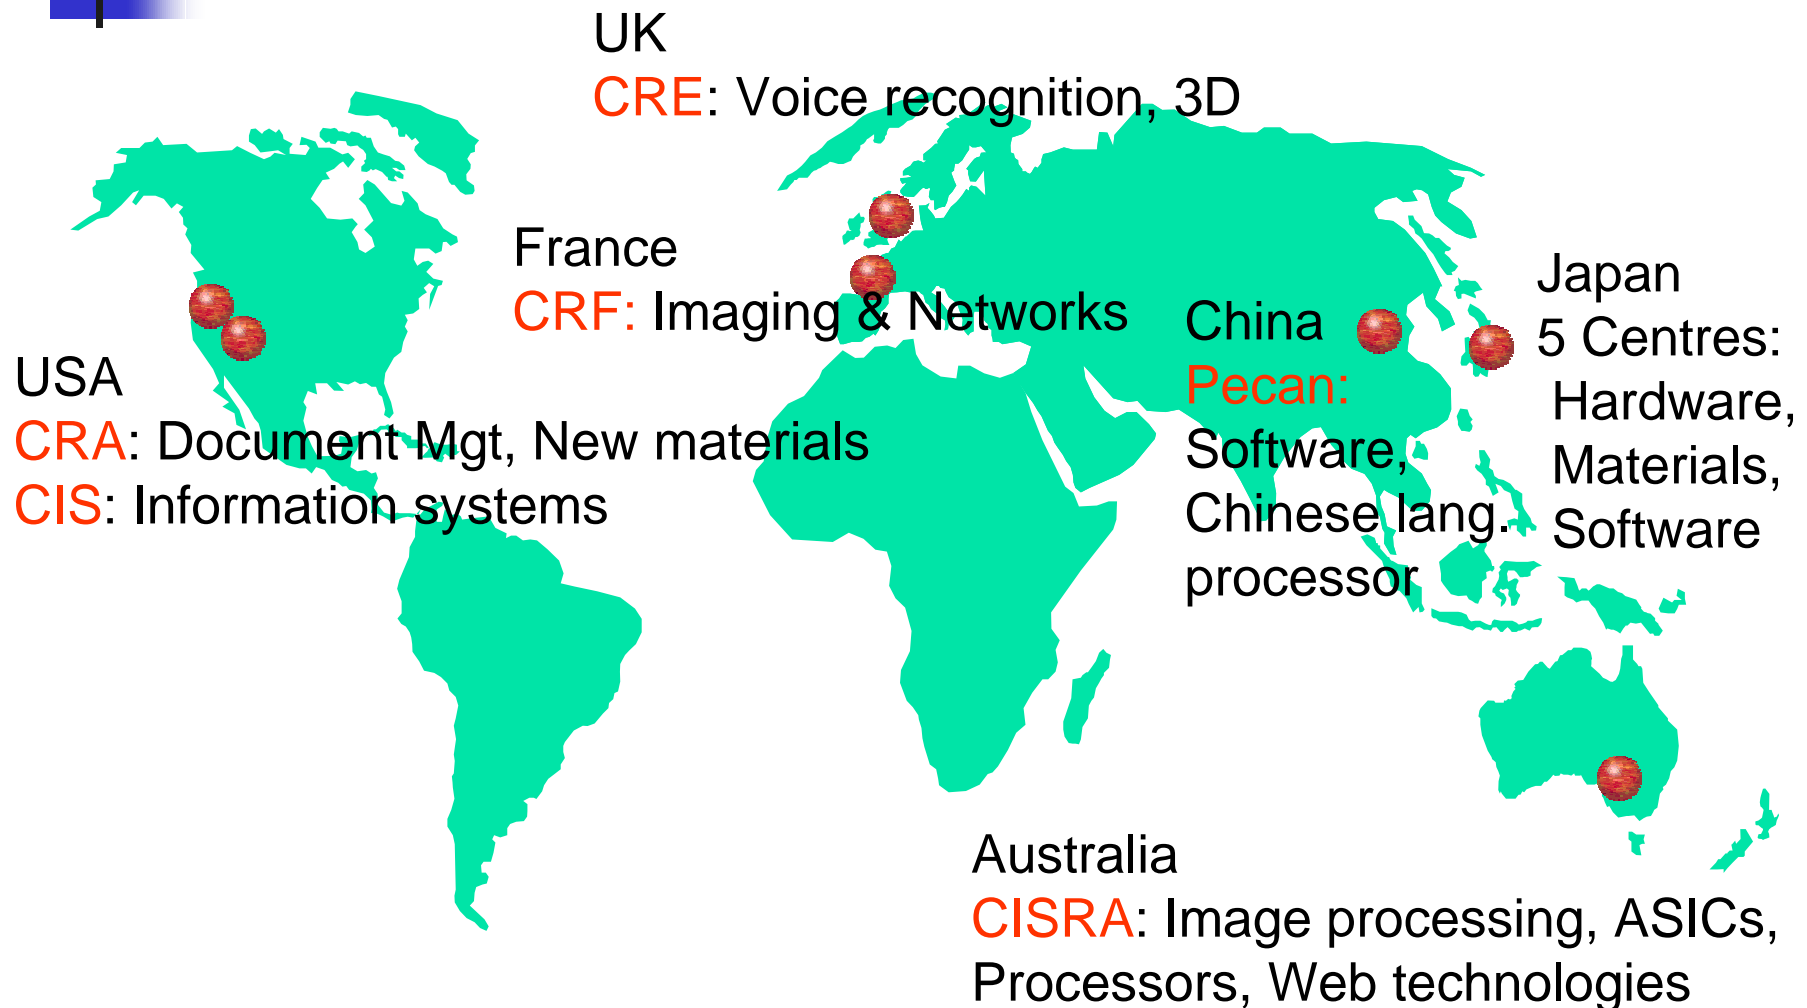 UK
CRE: Voice recognition, 3D
France
CRF: Imaging & Networks
USA
CRA: Document Mgt, New materials
CIS: Information systems
China
Pecan:
Software,
Chinese lang.
processor
Japan
5 Centres:
Hardware,
Materials,
Software
Australia
CISRA: Image processing, ASICs,
Processors, Web technologies